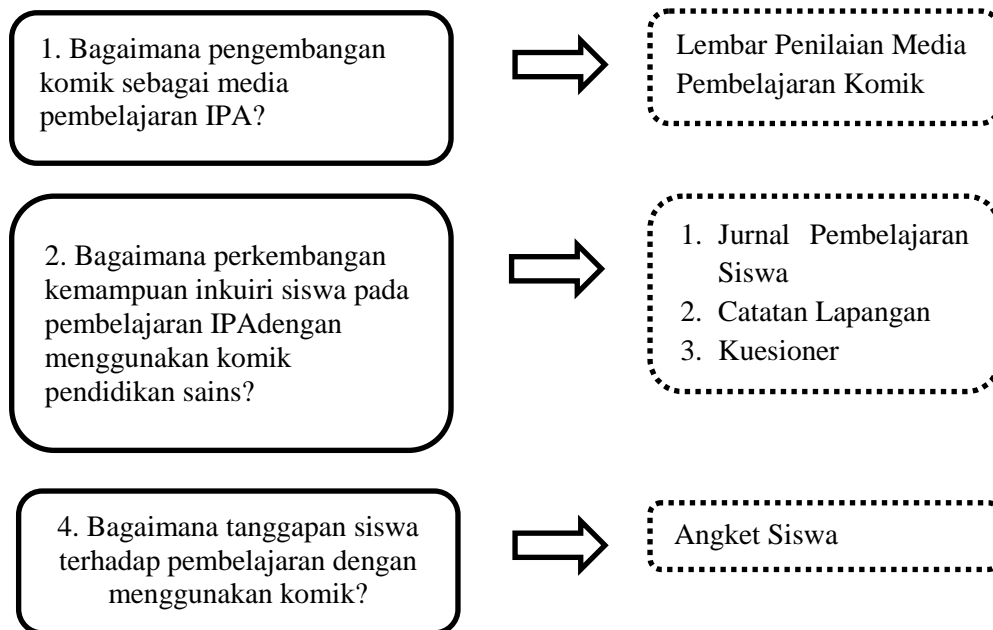 1. Bagaimana pengembangan
komik sebagai media
pembelajaran IPA?
Lembar Penilaian Media
Pembelajaran Komik
2. Bagaimana perkembangan
kemampuan inkuiri siswa pada
pembelajaran IPAdengan
menggunakan komik
pendidikan sains?
1. Jurnal Pembelajaran
Siswa
2. Catatan Lapangan
3. Kuesioner
4. Bagaimana tanggapan siswa
terhadap pembelajaran dengan
menggunakan komik?
Angket Siswa